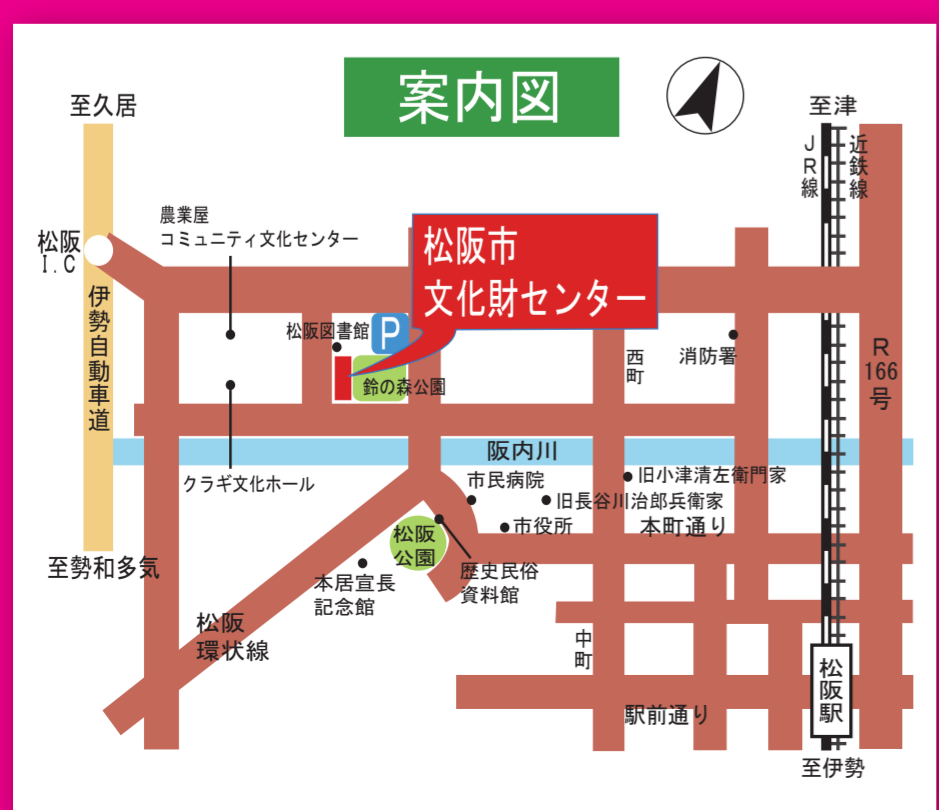 案内図
至久居
至津
JR線
近鉄線
農業屋
コミュニティ文化センター
松阪
I.C
松阪市
文化財センター
伊勢自動車道
松阪図書館
P
鈴の森公園
西町
消防署
R
166
号
阪内川
クラギ文化ホール
市民病院
旧小津清左衛門家
旧長谷川治郎兵衛家
市役所
本町通り
松阪
公園
至勢和多気
本居宣長
記念館
歴史民俗
資料館
松阪
環状線
中町
松阪駅
駅前通り
至伊勢